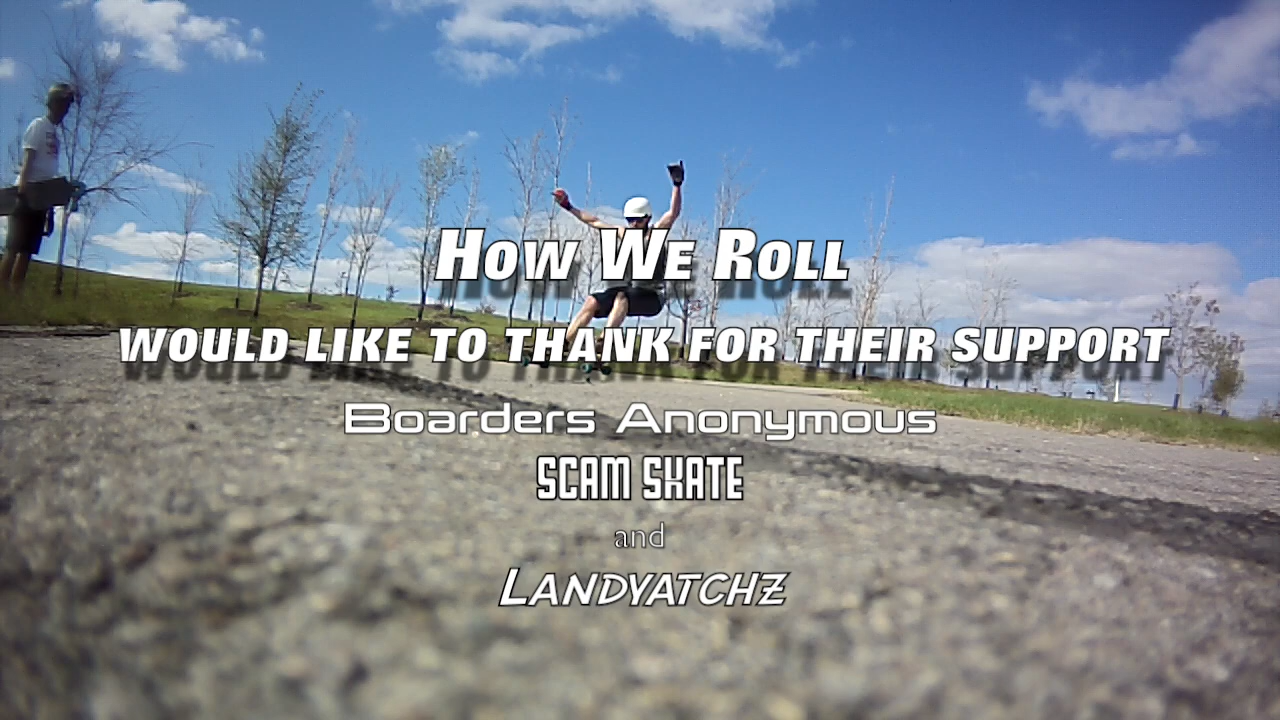 How We Roll
would like to thank for their support
Boarders Anonymous
SCAM SKATE
and
Landyatchz